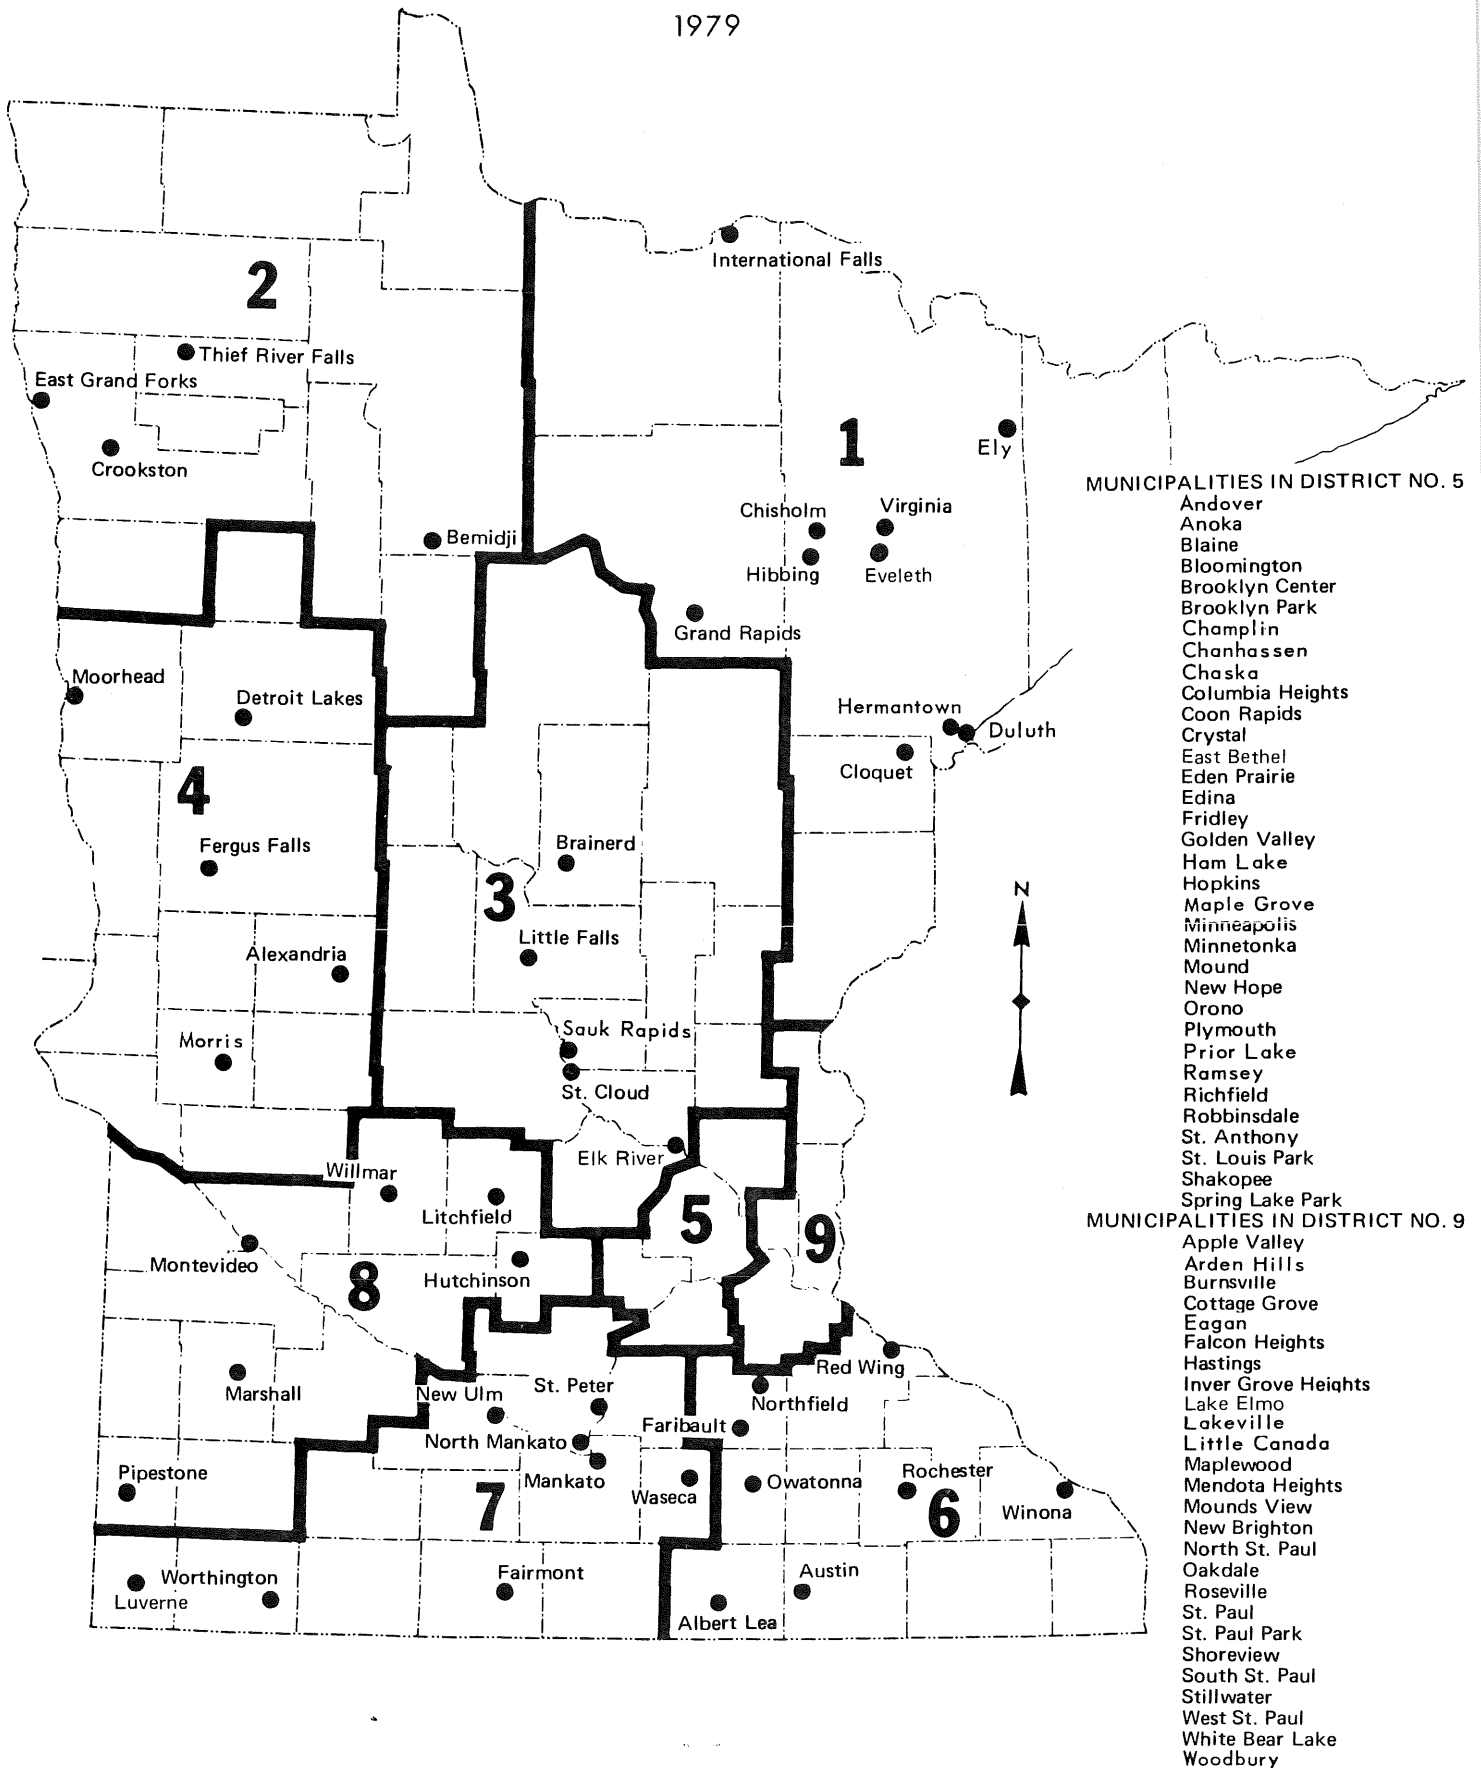 1979
International Falls
2
Thief River Falls
East Grand Forks
Crookston
1
Ely
Chisholm
Virginia
Hibbing
Eveleth
Bemidji
Grand Rapids
Moorhead
Detroit Lakes
Hermantown
Duluth
Cloquet
4
Fergus Falls
Brainerd
3
Little Falls
Alexandria
N
Morris
Sauk Rapids
St. Cloud
Elk River
Willmar
Litchfield
5
9
Montevideo
8
Hutchinson
Red Wing
Marshall
New Ulm
St. Peter
Northfield
Faribault
North Mankato
Mankato
Pipestone
7
Waseca
Owatonna
Rochester
6
Winona
Luverne
Worthington
Fairmont
Austin
Albert Lea
MUNICIPALITIES IN DISTRICT NO. 5
Andover
Anoka
Blaine
Bloomington
Brooklyn Center
Brooklyn Park
Champlin
Chanhassen
Chaska
Columbia Heights
Coon Rapids
Crystal
East Bethel
Eden Prairie
Edina
Fridley
Golden Valley
Ham Lake
Hopkins
Maple Grove
Minneapolis
Minnetonka
Mound
New Hope
Orono
Plymouth
Prior Lake
Ramsey
Richfield
Robbinsdale
St. Anthony
St. Louis Park
Shakopee
Spring Lake Park
MUNICIPALITIES IN DISTRICT NO. 9
Apple Valley
Arden Hills
Burnsville
Cottage Grove
Eagan
Falcon Heights
Hastings
Inver Grove Heights
Lake Elmo
Lakeville
Little Canada
Maplewood
Mendota Heights
Mounds View
New Brighton
North St. Paul
Oakdale
Roseville
St. Paul
St. Paul Park
Shoreview
South St. Paul
Stillwater
West St. Paul
White Bear Lake
Woodbury